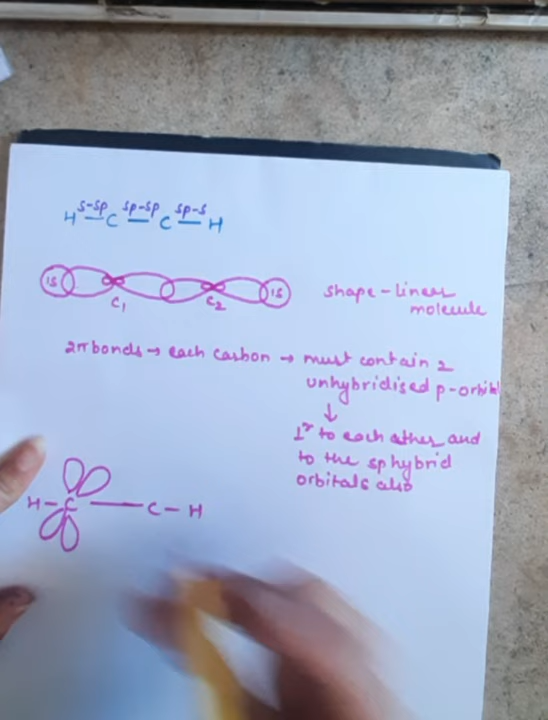 s-sp sp-sp sp-s
H — C — C — H
1s 1s
C1 C2
shape - Linear
molecule
2π bonds → each carbon → must contain 2
unhybridised p-orbital
↓
⊥r to each other and
to the sp hybrid
orbitals also
H - C — C - H